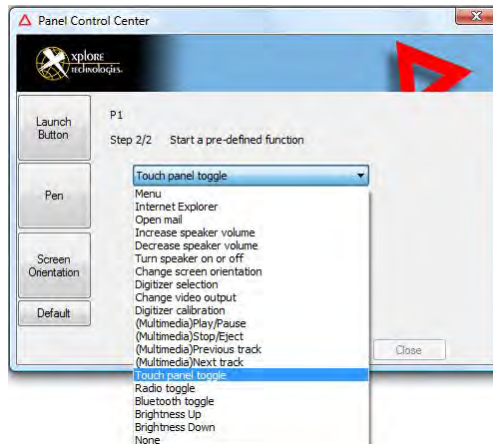 Panel Control Center
xplore
TECHNOLOGIES.
Launch
Button
Pen
Screen
Orientation
Default
P1
Step 2/2 Start a pre-defined function
Touch panel toggle
Menu
Internet Explorer
Open mail
Increase speaker volume
Decrease speaker volume
Turn speaker on or off
Change screen orientation
Digitizer selection
Change video output
Digitizer calibration
(Multimedia)Play/Pause
(Multimedia)Stop/Eject
(Multimedia)Previous track
(Multimedia)Next track
Touch panel toggle
Radio toggle
Bluetooth toggle
Brightness Up
Brightness Down
None
Close